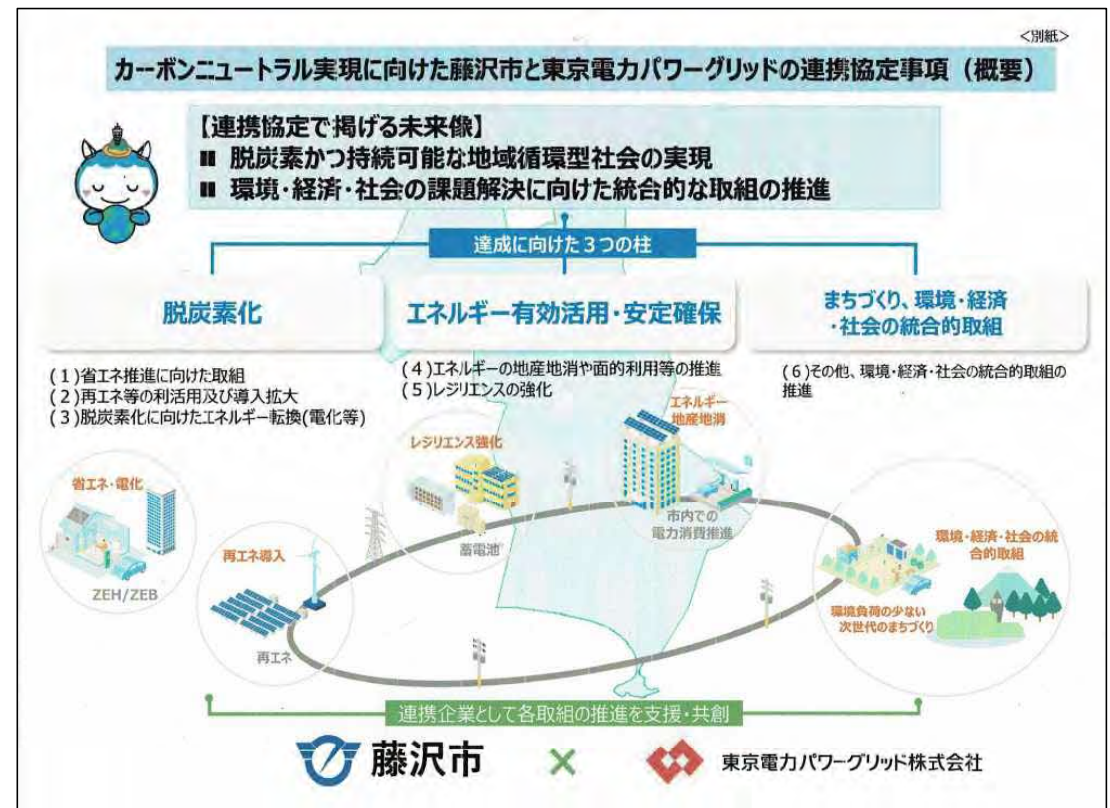 <別紙>
カーボンニュートラル実現に向けた藤沢市と東京電力パワーグリッドの連携協定事項（概要）
【連携協定で掲げる未来像】
■ 脱炭素かつ持続可能な地域循環型社会の実現
■ 環境・経済・社会の課題解決に向けた統合的な取組の推進
達成に向けた３つの柱
脱炭素化
(1)省エネ推進に向けた取組
(2)再エネ等の利活用及び導入拡大
(3)脱炭素化に向けたエネルギー転換(電化等)
エネルギー有効活用・安定確保
(4)エネルギーの地産地消や面的利用等の推進
(5)レジリエンスの強化
まちづくり、環境・経済
・社会の統合的取組
(6)その他、環境・経済・社会の統合的取組の
推進
省エネ・電化
ZEH/ZEB
再エネ導入
再エネ
レジリエンス強化
蓄電池
エネルギー
地産地消
市内での
電力消費推進
環境・経済・社会の統
合的取組
環境負荷の少ない
次世代のまちづくり
連携企業として各取組の推進を支援・共創
藤沢市
×
東京電力パワーグリッド株式会社